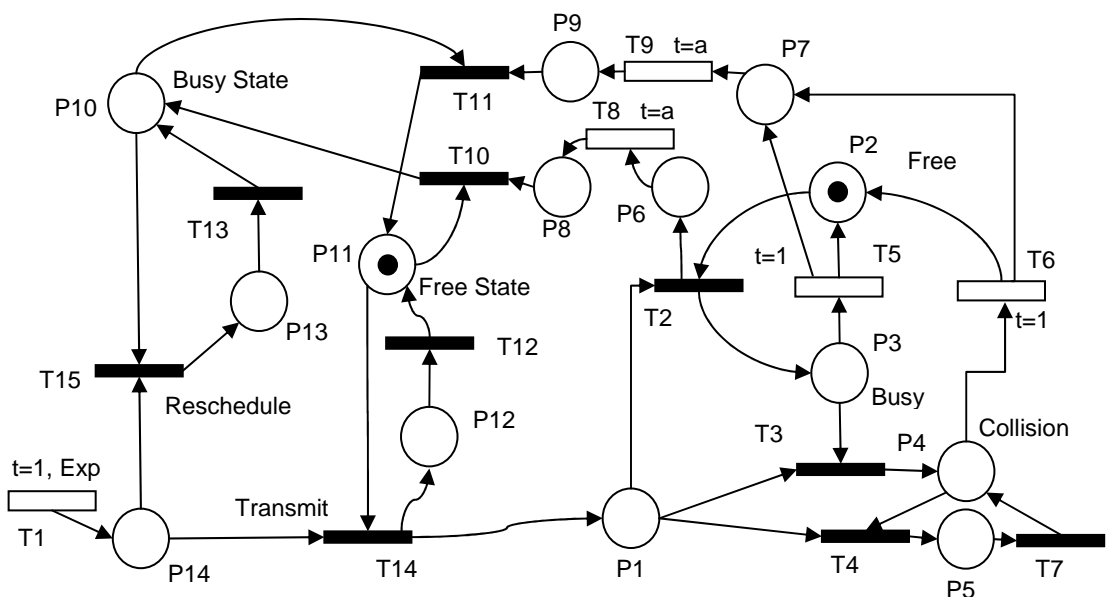 P9
T9 t=a
P7
P10
Busy State
T11
T8 t=a
P2
Free
T10
P6
P8
T13
P11
Free State
t=1
T5
T6
t=1
P13
T12
T2
P3
Busy
T15
Reschedule
P12
T3
P4
Collision
t=1, Exp
Transmit
T1
P14
T14
P1
T4
P5
T7